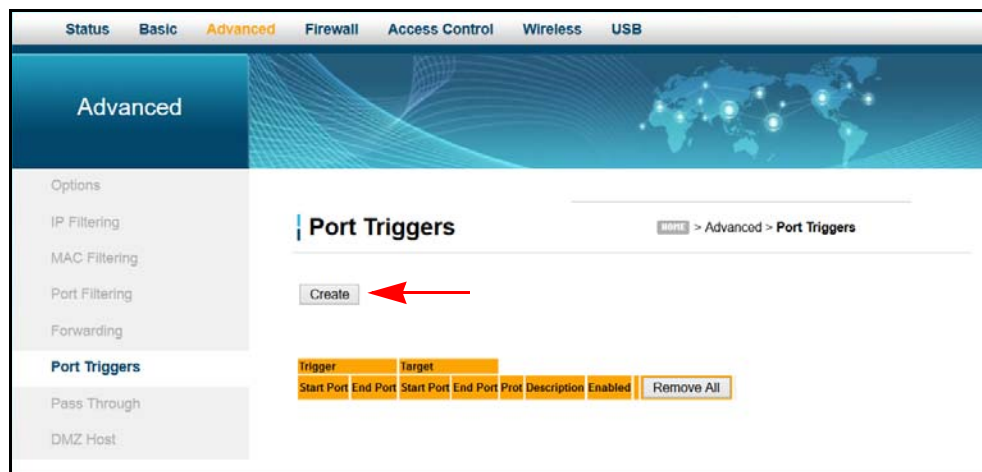 Status Basic Advanced Firewall Access Control Wireless USB
Advanced
Options
IP Filtering
MAC Filtering
Port Filtering
Forwarding
Port Triggers
Pass Through
DMZ Host
Port Triggers
HOME > Advanced > Port Triggers
Create
Trigger Target
Start Port End Port Start Port End Port Prot Description Enabled Remove All